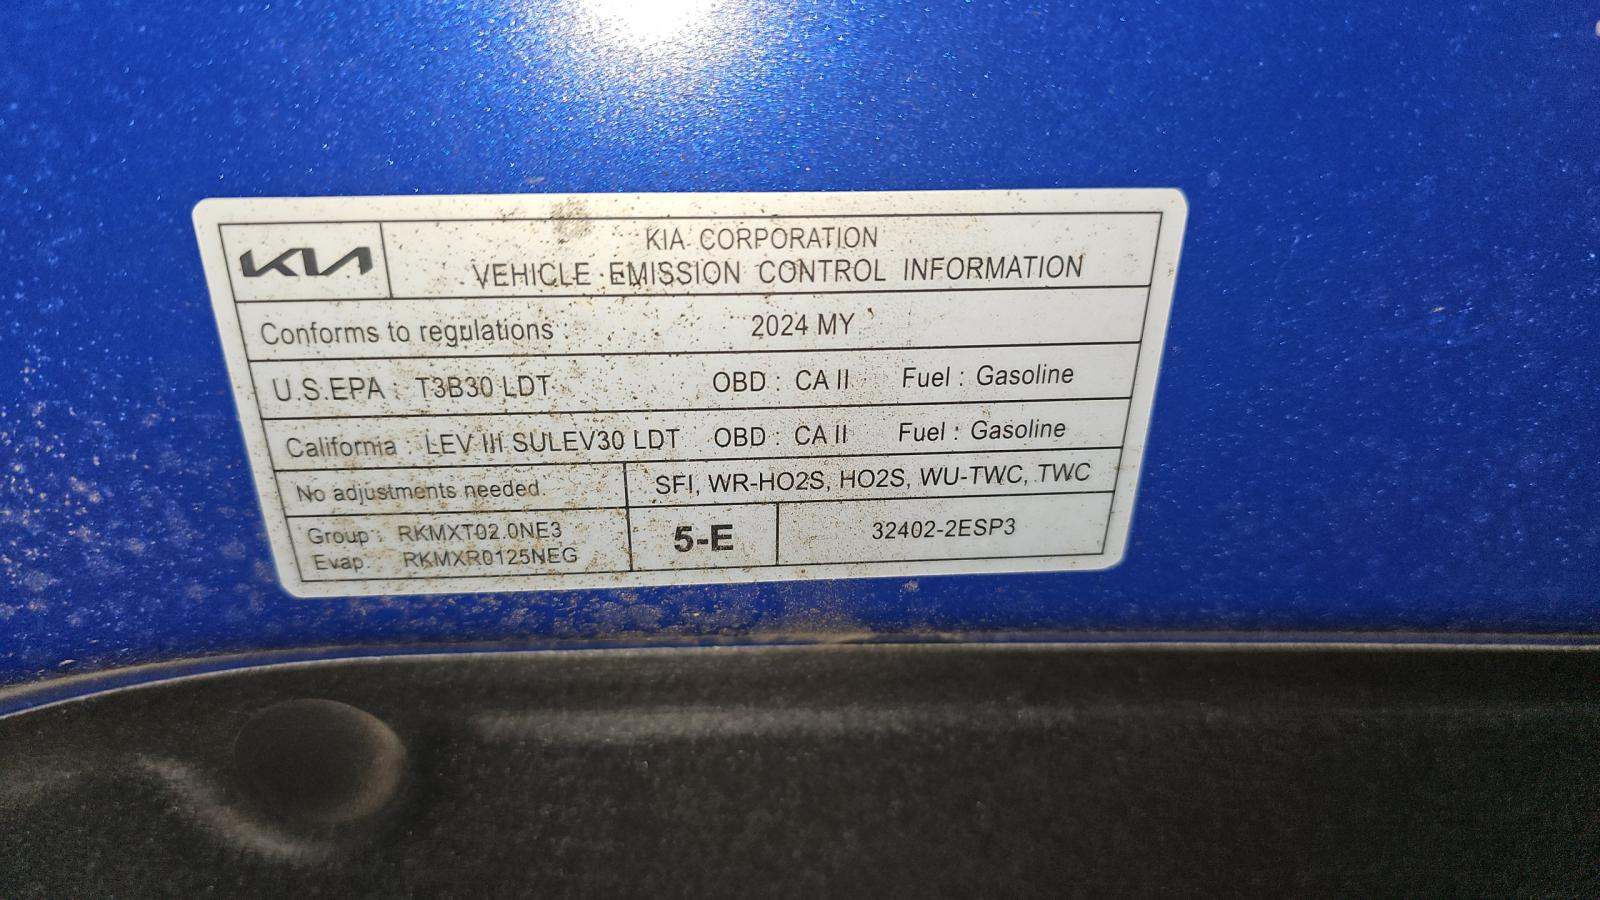 KIA
KIA CORPORATION
VEHICLE EMISSION CONTROL INFORMATION
Conforms to regulations : 2024 MY
U.S.EPA : T3B30 LDT OBD : CA II Fuel : Gasoline
California : LEV III SULEV30 LDT OBD : CA II Fuel : Gasoline
No adjustments needed. SFI, WR-HO2S, HO2S, WU-TWC, TWC
Group : RKMXT02.0NE3
Evap. RKMXR0125NEG
5-E
32402-2ESP3